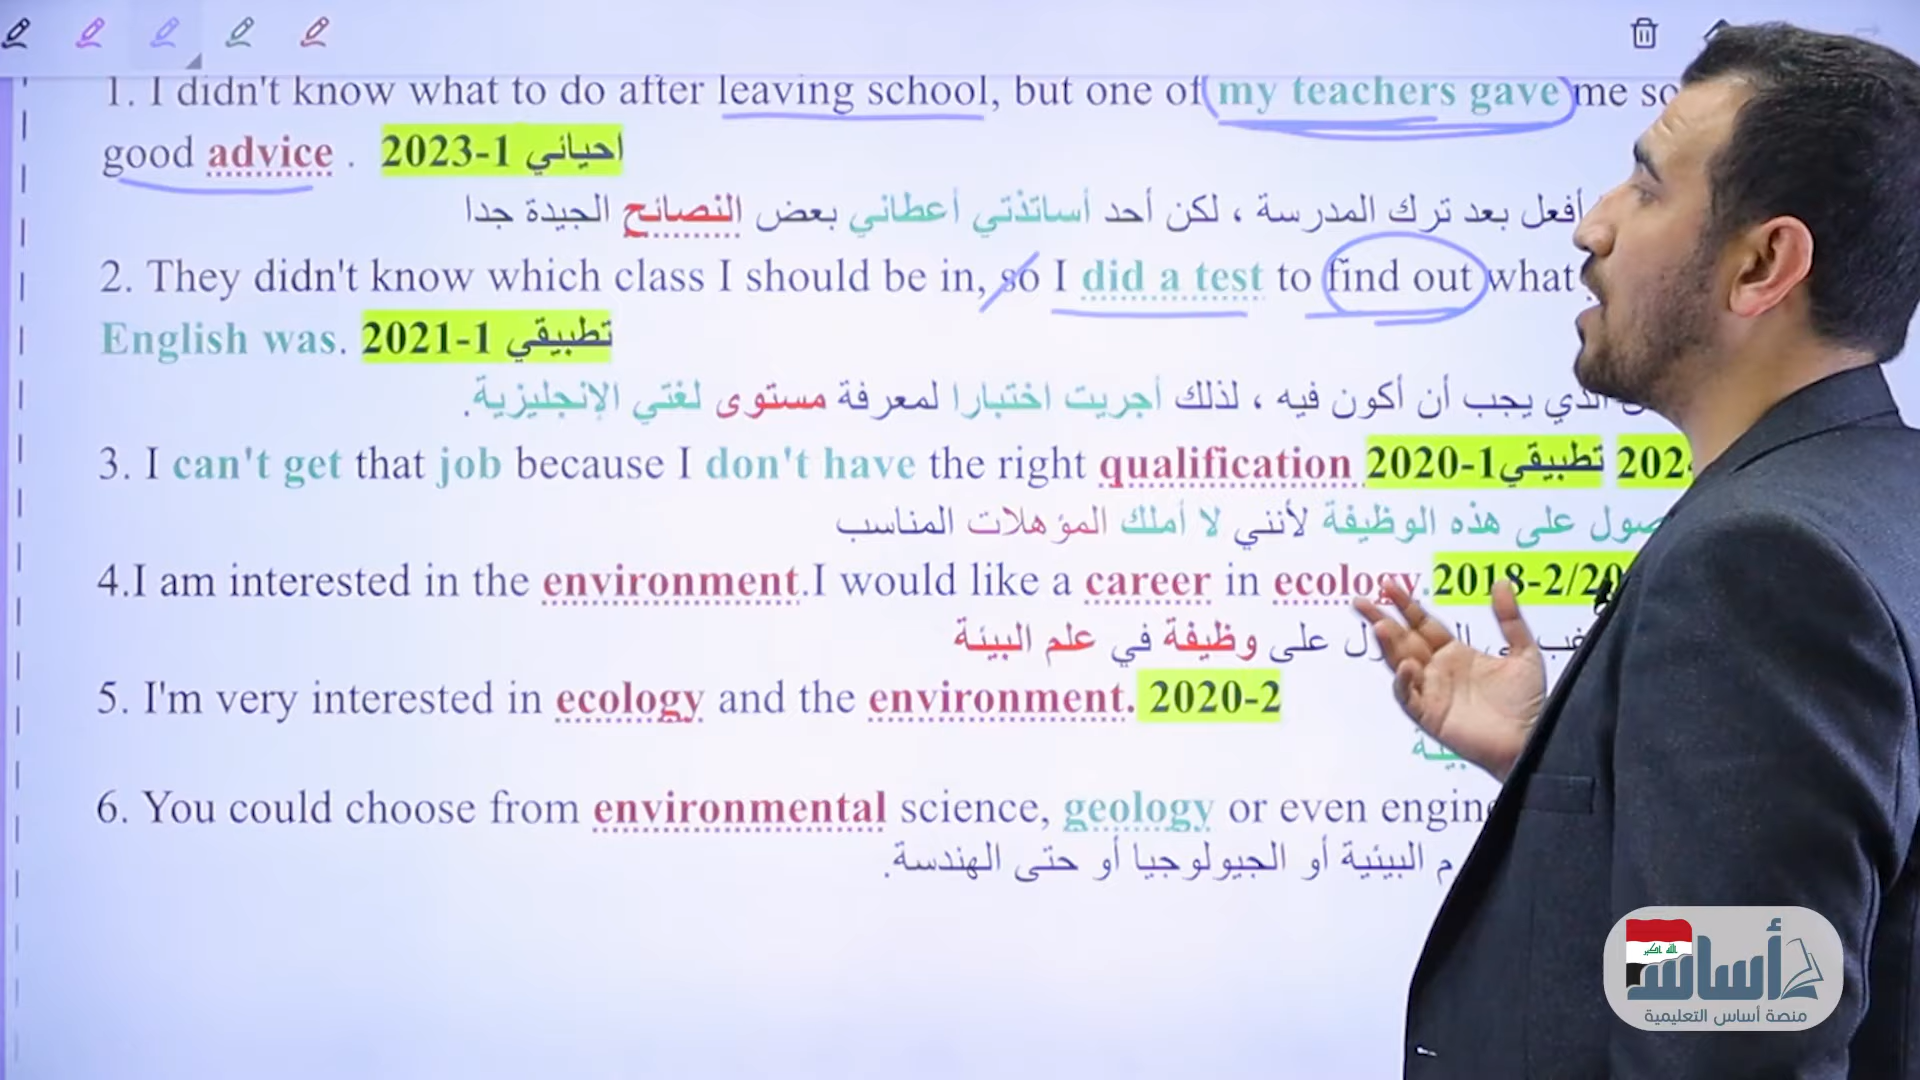 1. I didn't know what to do after leaving school, but one of my teachers gave me
good advice . احيائي 2023-1
أفعل بعد ترك المدرسة ، لكن أحد أساتذتي أعطاني بعض النصائح الجيدة جدا
2. They didn't know which class I should be in, so I did a test to find out what
English was. تطبيقي 2021-1
الذي يجب أن أكون فيه ، لذلك أجريت اختبارا لمعرفة مستوى لغتي الإنجليزية.
3. I can't get that job because I don't have the right qualification 2020-1تطبيقي
على هذه الوظيفة لأنني لا أملك المؤهلات المناسب
4.I am interested in the environment.I would like a career in ecology.2018-2/20
على وظيفة في علم البيئة
5. I'm very interested in ecology and the environment. 2020-2
6. You could choose from environmental science, geology or even
البيئية أو الجيولوجيا أو حتى الهندسة.
الله اكبر
أساس
منصة أساس التعليمية